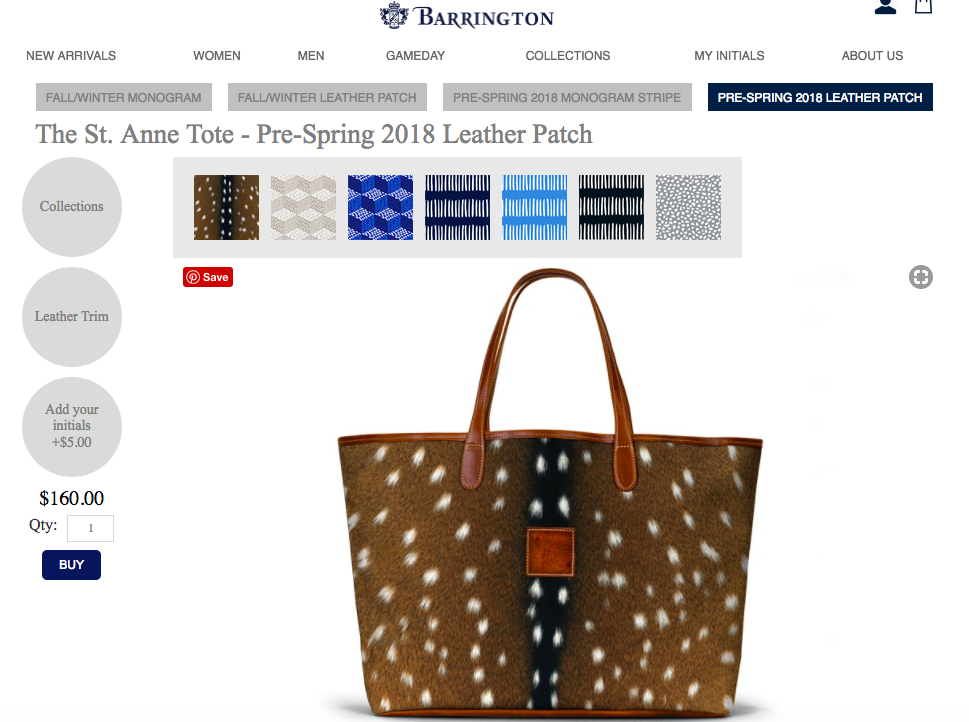 BARRINGTON
NEW ARRIVALS WOMEN MEN GAMEDAY COLLECTIONS MY INITIALS ABOUT US
FALL/WINTER MONOGRAM FALL/WINTER LEATHER PATCH PRE-SPRING 2018 MONOGRAM STRIPE PRE-SPRING 2018 LEATHER PATCH
The St. Anne Tote - Pre-Spring 2018 Leather Patch
Collections
Save
Leather Trim
Add your
initials
+$5.00
$160.00
Qty: 1
BUY